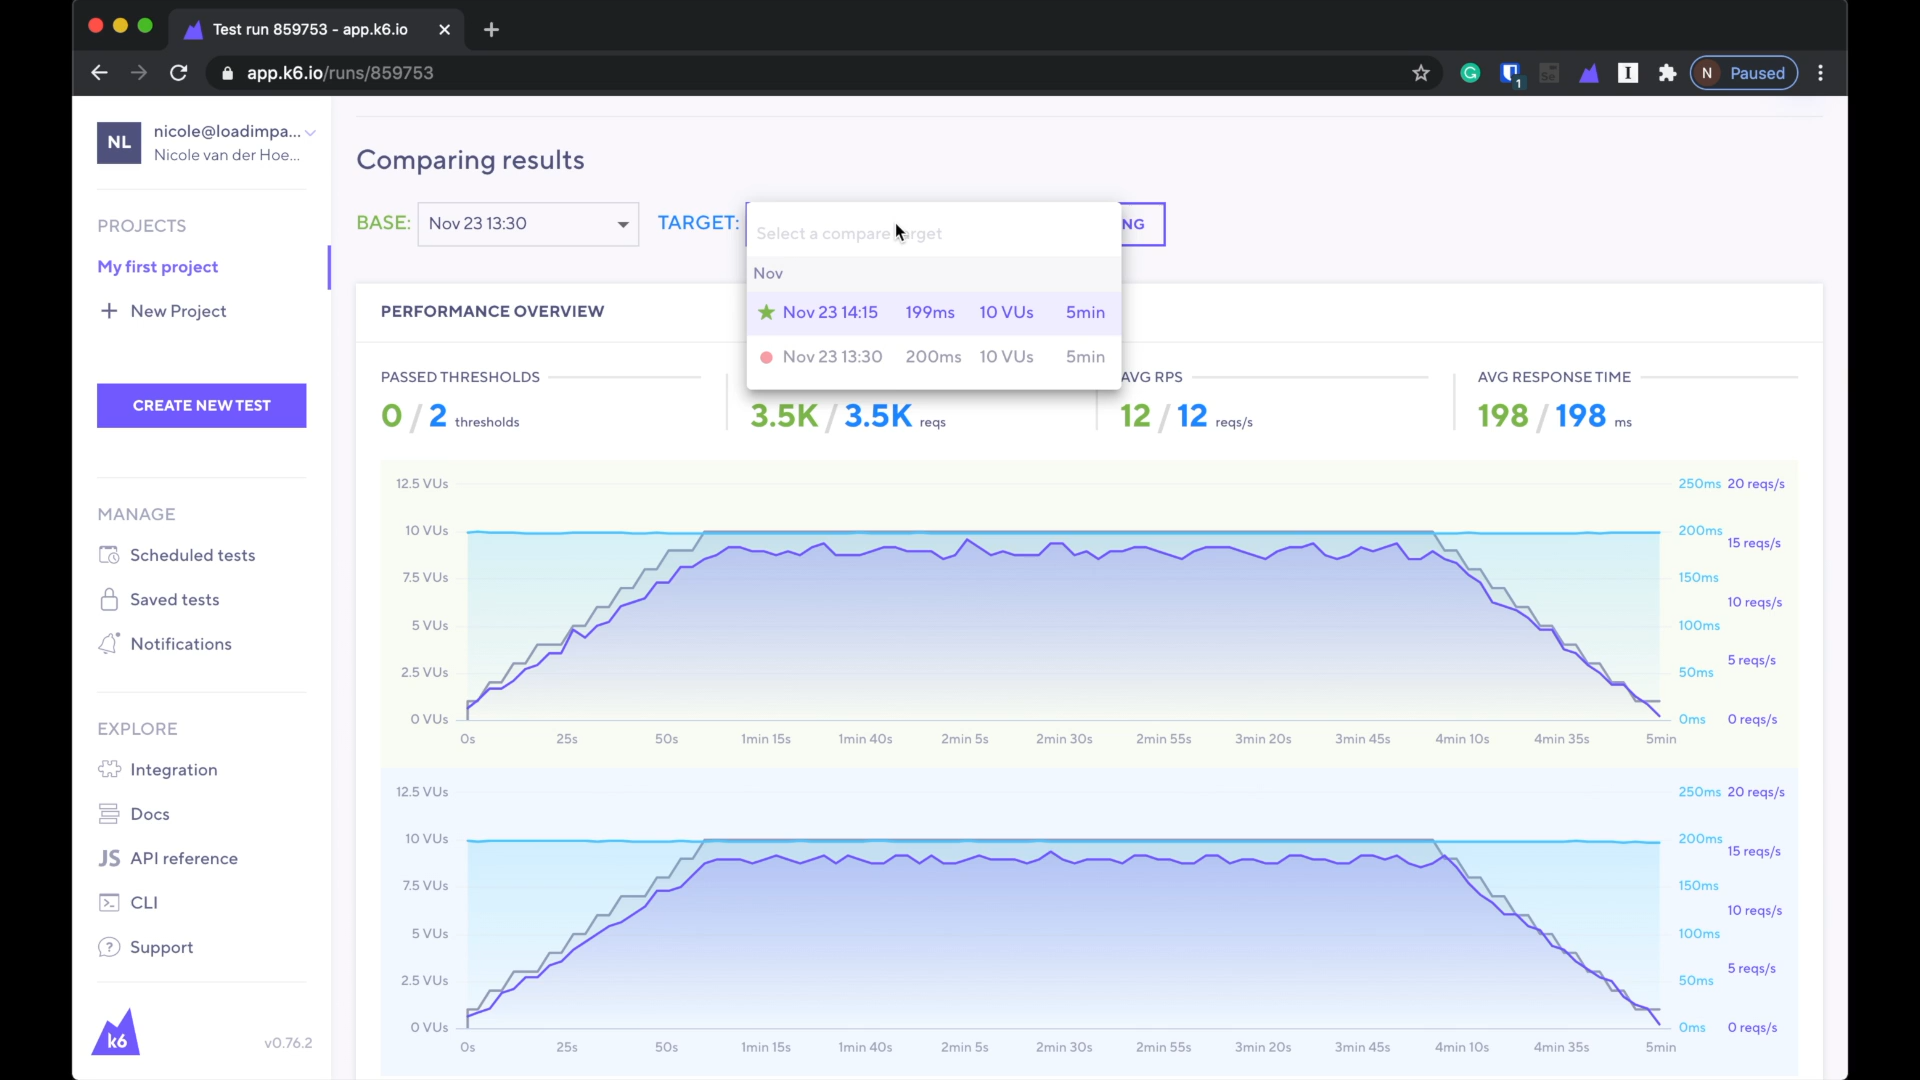 Test run 859753 - app.k6.io
app.k6.io/runs/859753
1
N Paused
NL
nicole@loadimpa...
Nicole van der Hoe...
PROJECTS
My first project
New Project
CREATE NEW TEST
MANAGE
Scheduled tests
Saved tests
Notifications
EXPLORE
Integration
Docs
JS API reference
CLI
Support
k6
v0.76.2
Comparing results
BASE: Nov 23 13:30 TARGET:
Select a compare
NG
Nov
Nov 23 14:15 199ms 10 VUs 5min
Nov 23 13:30 200ms 10 VUs 5min
PERFORMANCE OVERVIEW
PASSED THRESHOLDS
0 / 2 thresholds
3.5K / 3.5K reqs
AVG RPS
12 / 12 reqs/s
AVG RESPONSE TIME
198 / 198 ms
12.5 VUs 250ms 20 reqs/s
10 VUs 200ms
15 reqs/s
7.5 VUs 150ms
10 reqs/s
5 VUs 100ms
5 reqs/s
2.5 VUs 50ms
0 VUs 0ms 0 reqs/s
0s 25s 50s 1min 15s 1min 40s 2min 5s 2min 30s 2min 55s 3min 20s 3min 45s 4min 10s 4min 35s 5min
12.5 VUs 250ms 20 reqs/s
10 VUs 200ms
15 reqs/s
7.5 VUs 150ms
10 reqs/s
5 VUs 100ms
5 reqs/s
2.5 VUs 50ms
0 VUs 0ms 0 reqs/s
0s 25s 50s 1min 15s 1min 40s 2min 5s 2min 30s 2min 55s 3min 20s 3min 45s 4min 10s 4min 35s 5min